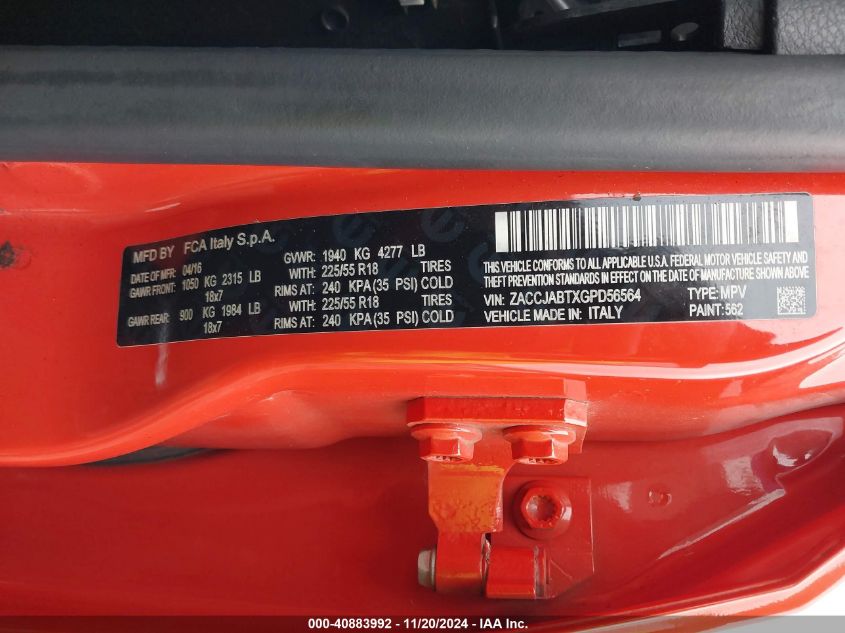 MFD BY FCA Italy S.p.A.
DATE OF MFR 04/16
GAWR FRONT: 1050 KG 2315 LB
18x7
GAWR REAR: 900 KG 1984 LB
18x7
GVWR: 1940 KG 4277 LB
WITH: 225/55 R18 TIRES
RIMS AT: 240 KPA(35 PSI) COLD
WITH: 225/55 R18 TIRES
RIMS AT: 240 KPA(35 PSI) COLD
THIS VEHICLE CONFORMS TO ALL APPLICABLE U.S.A. FEDERAL MOTOR VEHICLE SAFETY, BUMPER,
AND THEFT PREVENTION STANDARDS IN EFFECT ON THE DATE OF MANUFACTURE SHOWN ABOVE.
VIN: ZACCJABTXGPD56564 TYPE: MPV
VEHICLE MADE IN: ITALY PAINT: 562
000-40883992 - 11/20/2024 - IAA Inc.